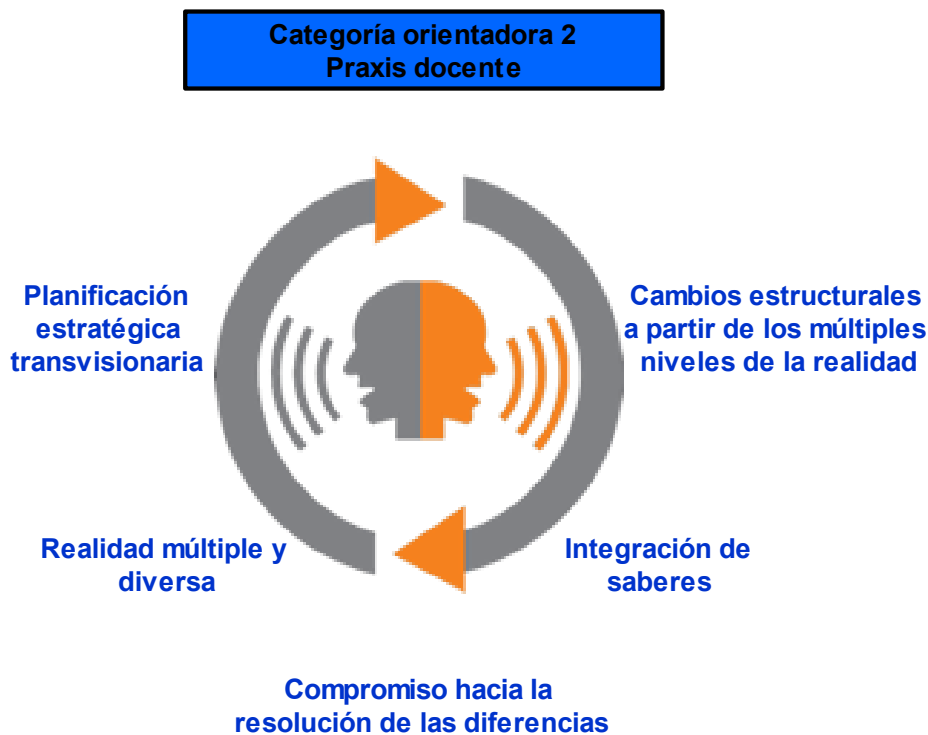 Categoría orientadora 2
Praxis docente
Planificación
estratégica
transvisionaria
Cambios estructurales
a partir de los múltiples
niveles de la realidad
Realidad múltiple y
diversa
Integración de
saberes
Compromiso hacia la
resolución de las diferencias